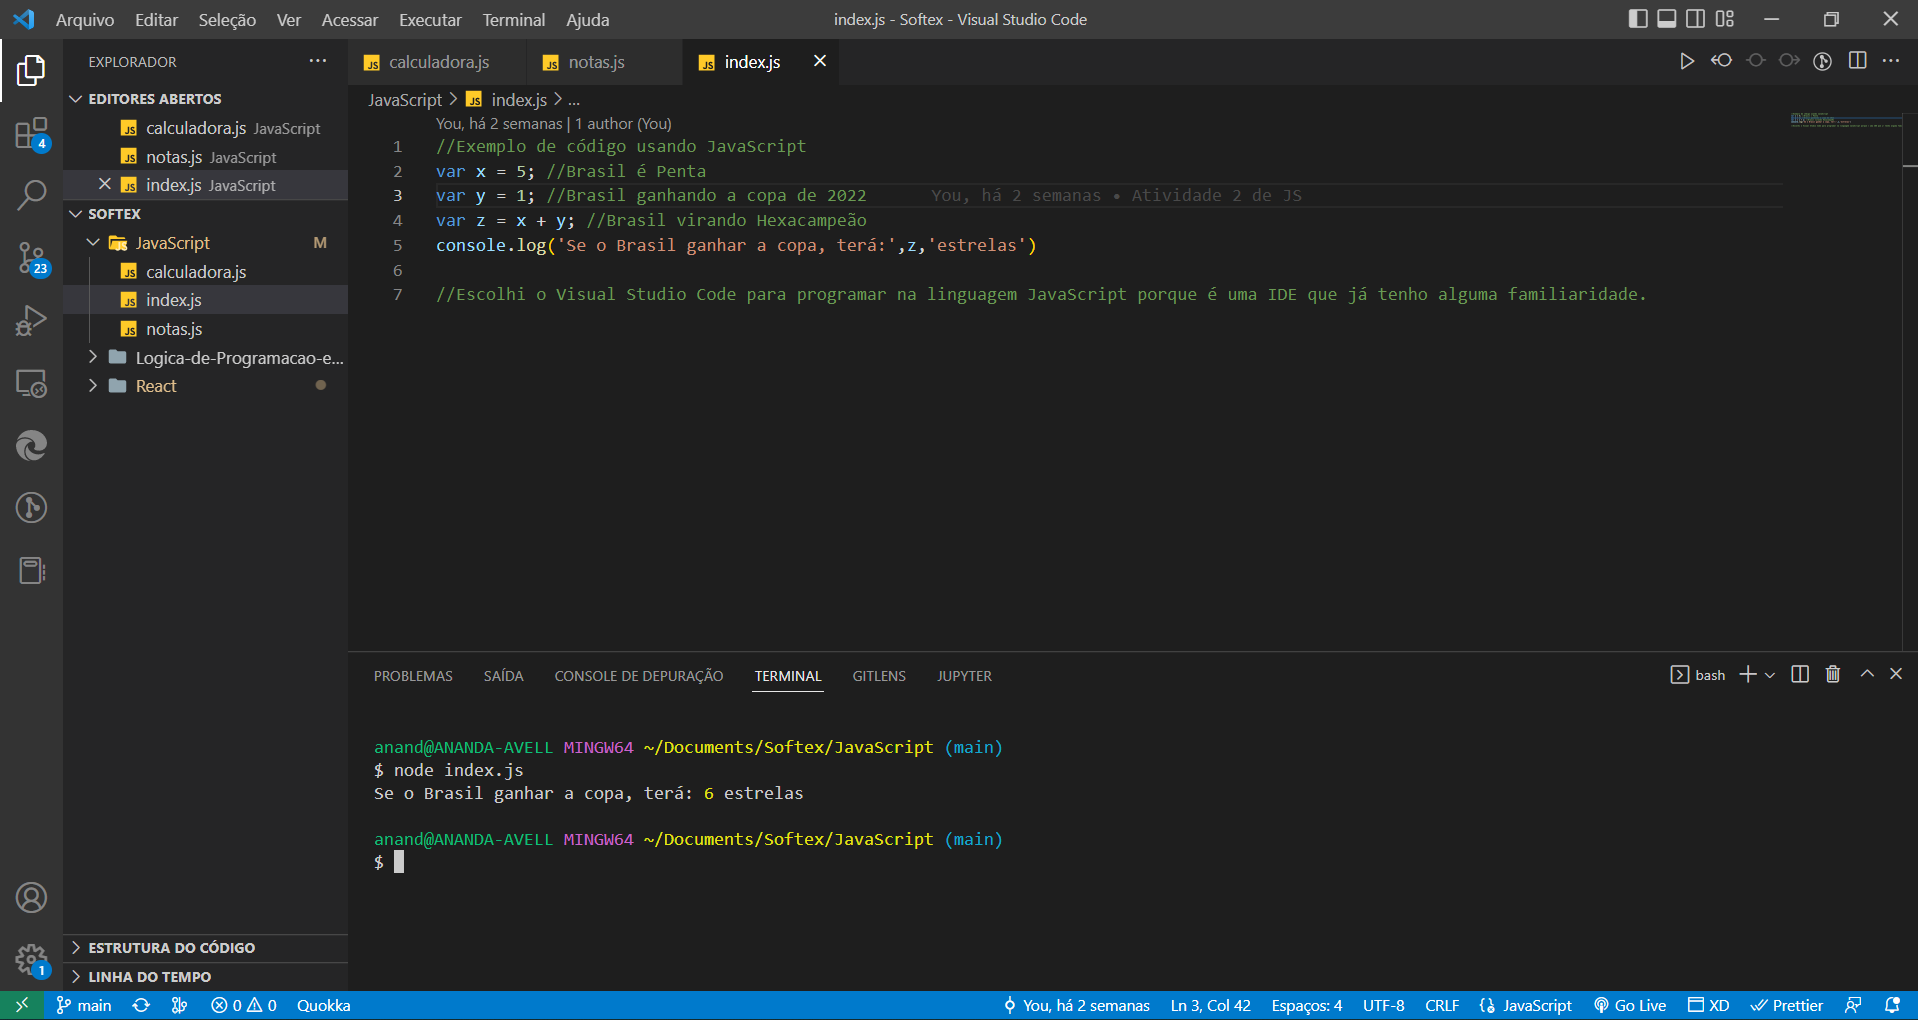 Arquivo Editar Seleção Ver Acessar Executar Terminal Ajuda
index.js - Softex - Visual Studio Code
EXPLORADOR
EDITORES ABERTOS
calculadora.js JavaScript
notas.js JavaScript
index.js JavaScript
SOFTEX
JavaScript M
calculadora.js
index.js
notas.js
Logica-de-Programacao-e...
React
ESTRUTURA DO CÓDIGO
LINHA DO TEMPO
4
23
1
calculadora.js notas.js index.js
JavaScript > index.js > ...
You, há 2 semanas | 1 author (You)
1 //Exemplo de código usando JavaScript
2 var x = 5; //Brasil é Penta
3 var y = 1; //Brasil ganhando a copa de 2022 You, há 2 semanas • Atividade 2 de JS
4 var z = x + y; //Brasil virando Hexacampeão
5 console.log('Se o Brasil ganhar a copa, terá:',z,'estrelas')
6
7 //Escolhi o Visual Studio Code para programar na linguagem JavaScript porque é uma IDE que já tenho alguma familiaridade.
PROBLEMAS SAÍDA CONSOLE DE DEPURAÇÃO TERMINAL GITLENS JUPYTER
bash
anand@ANANDA-AVELL MINGW64 ~/Documents/Softex/JavaScript (main)
$ node index.js
Se o Brasil ganhar a copa, terá: 6 estrelas
anand@ANANDA-AVELL MINGW64 ~/Documents/Softex/JavaScript (main)
$
main 0 0 Quokka You, há 2 semanas Ln 3, Col 42 Espaços: 4 UTF-8 CRLF JavaScript Go Live XD Prettier